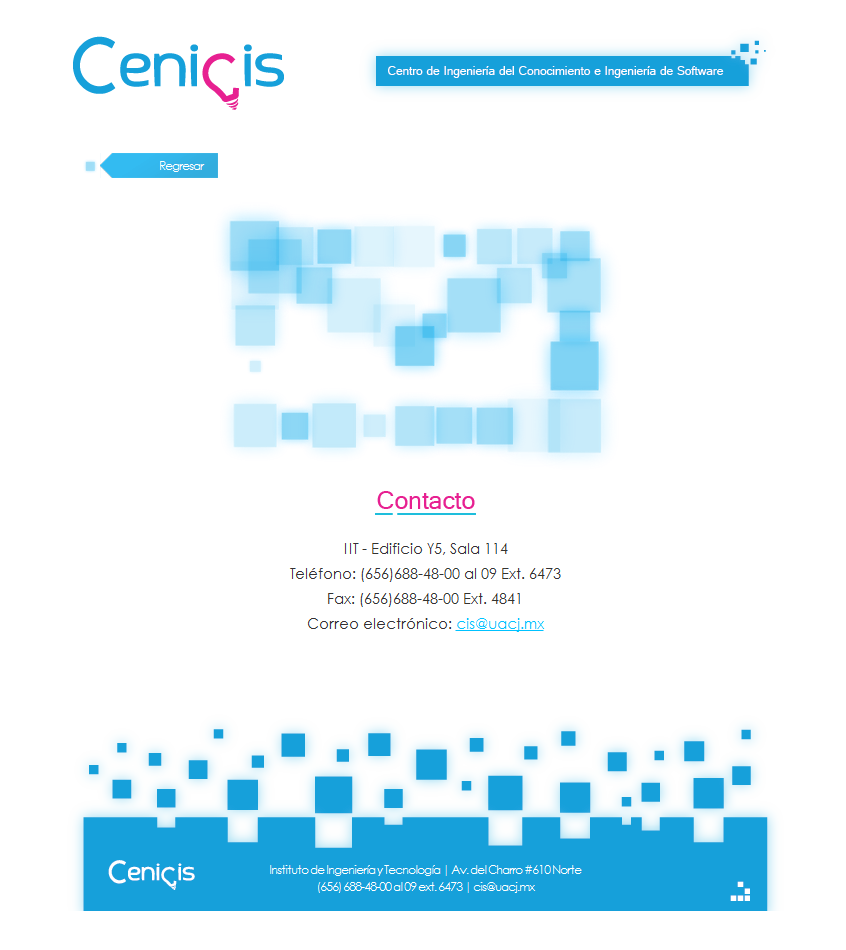 Cenicis
Centro de Ingeniería del Conocimiento e Ingeniería de Software
Regresar
Contacto
IIT - Edificio Y5, Sala 114
Teléfono: (656)688-48-00 al 09 Ext. 6473
Fax: (656)688-48-00 Ext. 4841
Correo electrónico: cis@uacj.mx
Cenicis
Instituto de Ingeniería y Tecnología | Av. del Charro #610 Norte
(656) 688-48-00 al 09 ext. 6473 | cis@uacj.mx